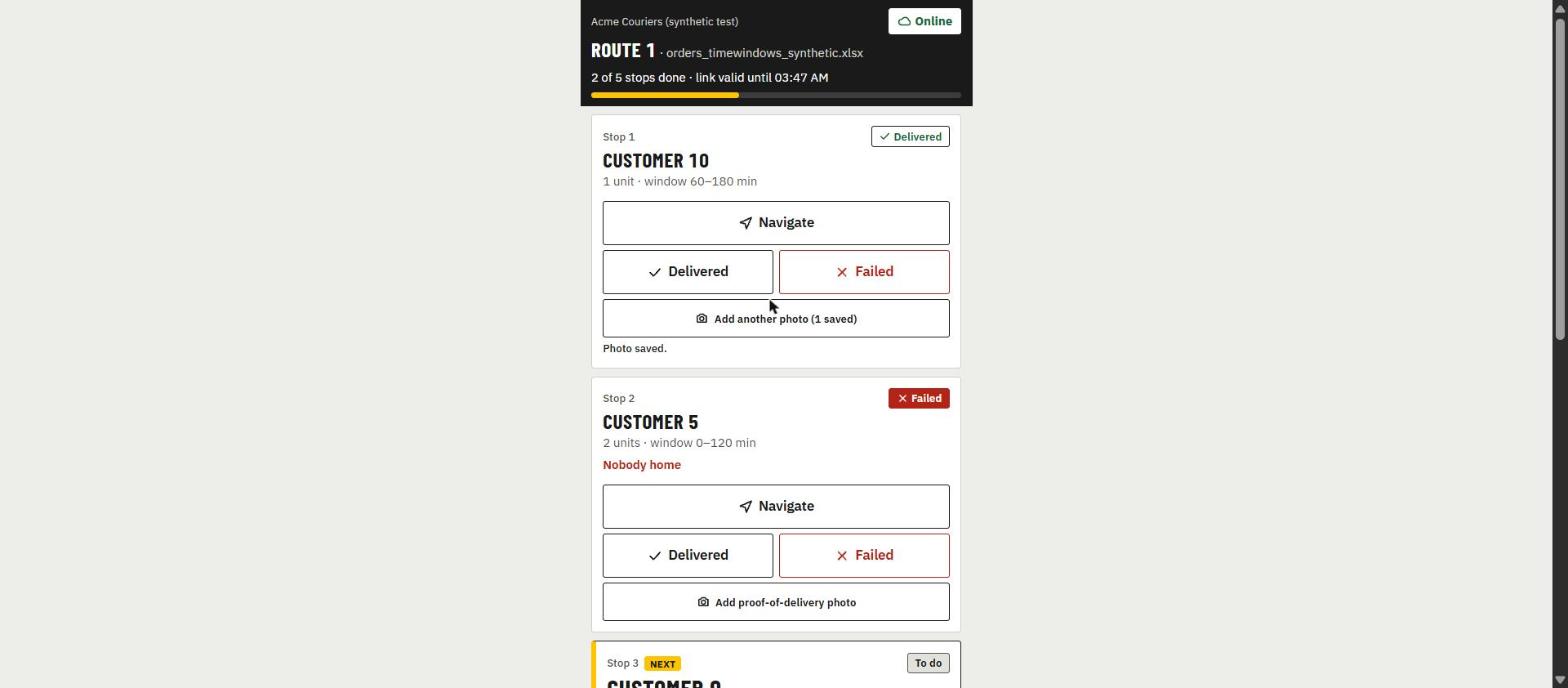 Acme Couriers (synthetic test)
Online
ROUTE 1 · orders_timewindows_synthetic.xlsx
2 of 5 stops done · link valid until 03:47 AM
Stop 1
Delivered
CUSTOMER 10
1 unit · window 60–180 min
Navigate
Delivered
Failed
Add another photo (1 saved)
Photo saved.
Stop 2
Failed
CUSTOMER 5
2 units · window 0–120 min
Nobody home
Navigate
Delivered
Failed
Add proof-of-delivery photo
Stop 3 NEXT
To do
CUSTOMER